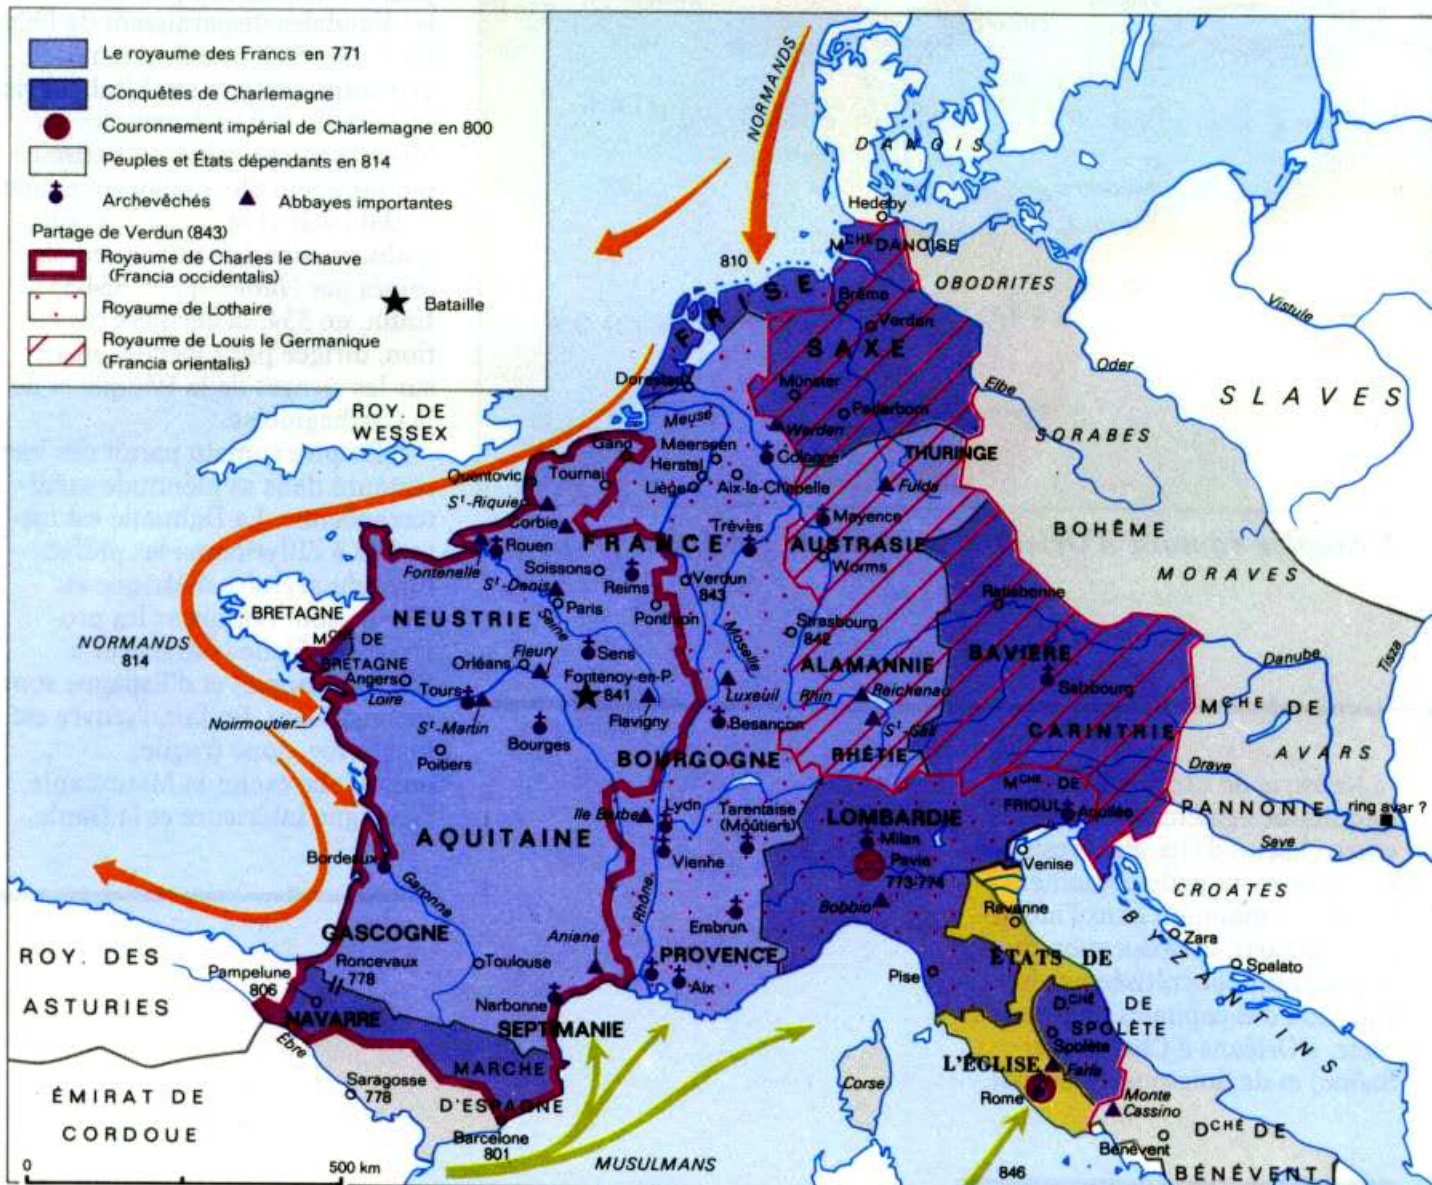 Le royaume des Francs en 771
Conquêtes de Charlemagne
Couronnement impérial de Charlemagne en 800
Peuples et États dépendants en 814
Archevêchés
Abbayes importantes
Partage de Verdun (843)
Royaume de Charles le Chauve
(Francia occidentalis)
Royaume de Lothaire
Royaume de Louis le Germanique
(Francia orientalis)
Bataille
NORMANDS
DANOIS
Hedeby
MCHE DANOISE
810
FRISE
OBODRITES
Brême
Verden
SAXE
Vistule
Oder
Elbe
SLAVES
Dorestad
Münster
Paderborn
ROY. DE
WESSEX
Meuse
Werden
SORABES
Gand
Meerssen
Herstal
Cologne
THURINGE
Quentovic
Tournai
Liège
Aix-la-Chapelle
Fulda
St-Riquier
Corbie
Trèves
Mayence
BOHÊME
Rouen
FRANCE
AUSTRASIE
Fontenelle
Soissons
Worms
MORAVES
St-Denis
Reims
Verdun
843
BRETAGNE
Paris
Ratisbonne
NEUSTRIE
Seine
Ponthion
Strasbourg
842
NORMANDS
814
MCHE DE
BRETAGNE
Moselle
BAVIÈRE
Danube
Tisza
Orléans
Fleury
Sens
ALAMANNIE
Angers
Fontenoy-en-P.
841
Luxeuil
Rhin
Reichenau
Salzbourg
Loire
Tours
MCHE DE
AVARS
Noirmoutier
St-Martin
Flavigny
Besançon
St-Gall
CARINTRIE
Bourges
Poitiers
BOURGOGNE
RHÉTIE
Drave
MCHE DE
FRIOUL
PANNONIE
ring avar ?
Ile Barbe
Lyon
Tarentaise
(Moûtiers)
LOMBARDIE
Aquilée
Save
AQUITAINE
Milan
Bordeaux
Vienne
Pavie
773-774
Venise
CROATES
Garonna
Rhône
Bobbio
Ravenne
Embrun
BYZANTINS
Zara
GASCOGNE
Aniane
PROVENCE
ÉTATS DE
Spalato
ROY. DES
ASTURIES
Pampelune
806
Roncevaux
778
Toulouse
Aix
Pise
Narbonne
DCHÉ DE
SPOLÈTE
NAVARRE
SEPTIMANIE
Spolète
Èbre
MARCHE
D'ESPAGNE
L'ÉGLISE
Farfa
Saragosse
778
Corse
Rome
Monte
Cassino
ÉMIRAT DE
CORDOUE
DCHÉ DE
BÉNÉVENT
Bénévent
Barcelone
801
MUSULMANS
846
0
500 km